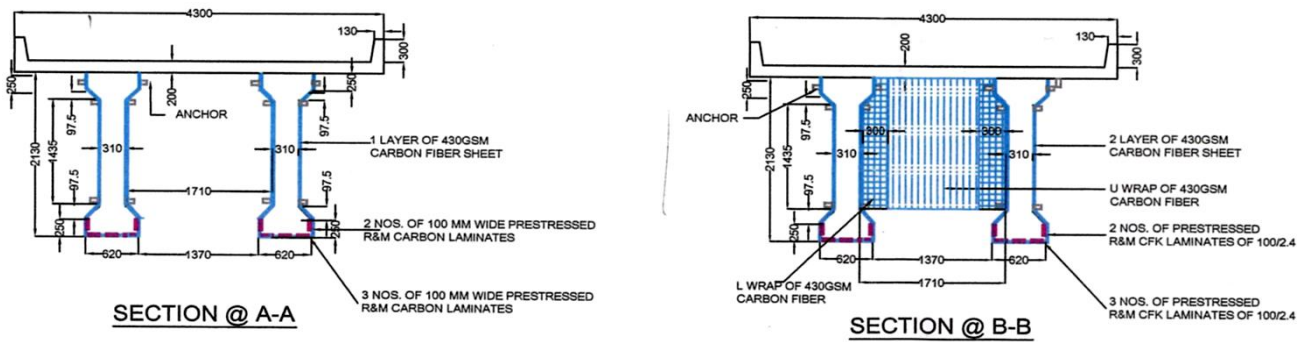 4300
130
300
250
200
250
ANCHOR
97.5
2130
1435
310
310
1 LAYER OF 430GSM
CARBON FIBER SHEET
1710
97.5
97.5
250
250
2 NOS. OF 100 MM WIDE PRESTRESSED
R&M CARBON LAMINATES
620
1370
620
3 NOS. OF 100 MM WIDE PRESTRESSED
R&M CARBON LAMINATES
SECTION @ A-A
4300
130
300
200
250
250
ANCHOR
97.5
97.5
2130
1435
300
300
310
310
2 LAYER OF 430GSM
CARBON FIBER SHEET
U WRAP OF 430GSM
CARBON FIBER
97.5
97.5
250
250
2 NOS. OF PRESTRESSED
R&M CFK LAMINATES OF 100/2.4
620
1370
620
1710
L WRAP OF 430GSM
CARBON FIBER
3 NOS. OF PRESTRESSED
R&M CFK LAMINATES OF 100/2.4
SECTION @ B-B